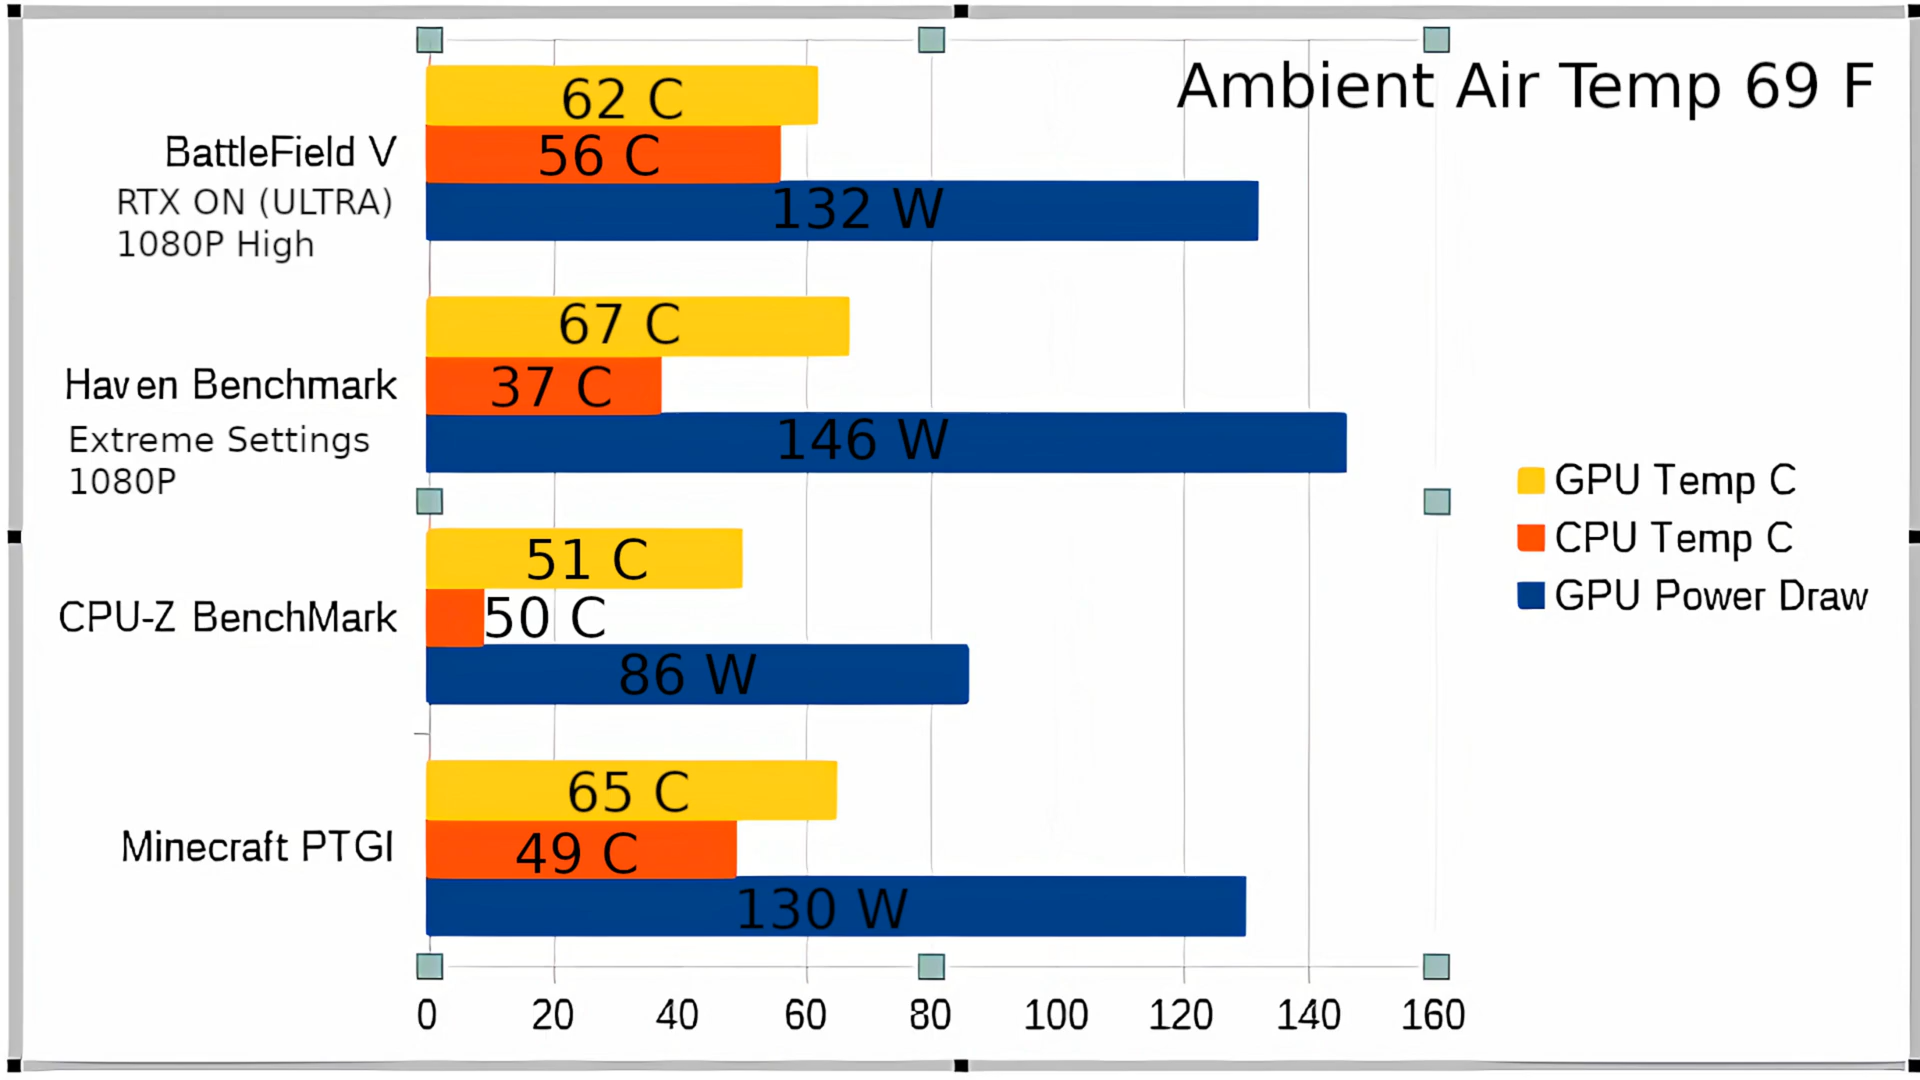 Ambient Air Temp 69 F
62 C
56 C
132 W
BattleField V
RTX ON (ULTRA)
1080P High
67 C
37 C
146 W
Haven Benchmark
Extreme Settings
1080P
51 C
50 C
86 W
CPU-Z BenchMark
65 C
49 C
130 W
Minecraft PTGI
GPU Temp C
CPU Temp C
GPU Power Draw
0 20 40 60 80 100 120 140 160